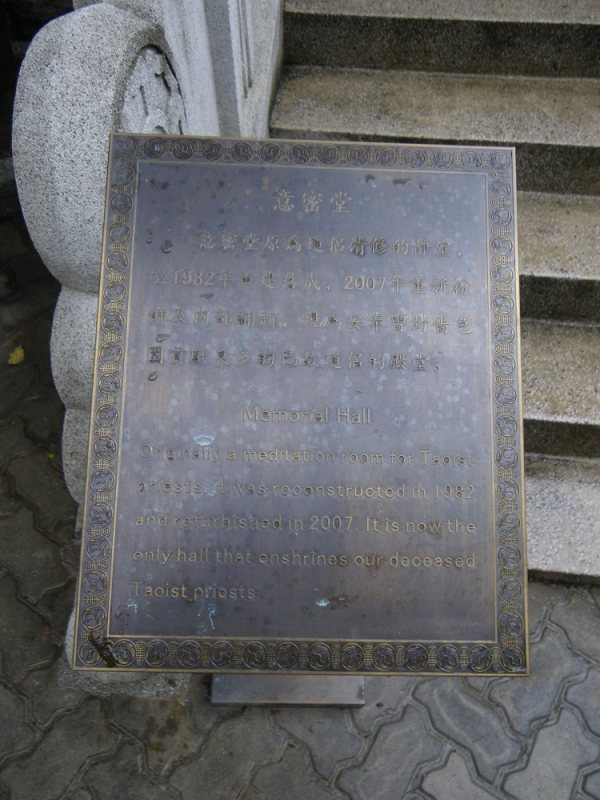 意密堂
意密堂原為道侶清修的靜室，
於1982年重建落成，2007年重新修
飾及內部翻新，現為安奉曾對嗇色
園貢獻良多的已故道侶的殿堂。
Memorial Hall
Originally a meditation room for Taoist
priests, it was reconstructed in 1982
and refurbished in 2007. It is now the
only hall that enshrines our deceased
Taoist priests.